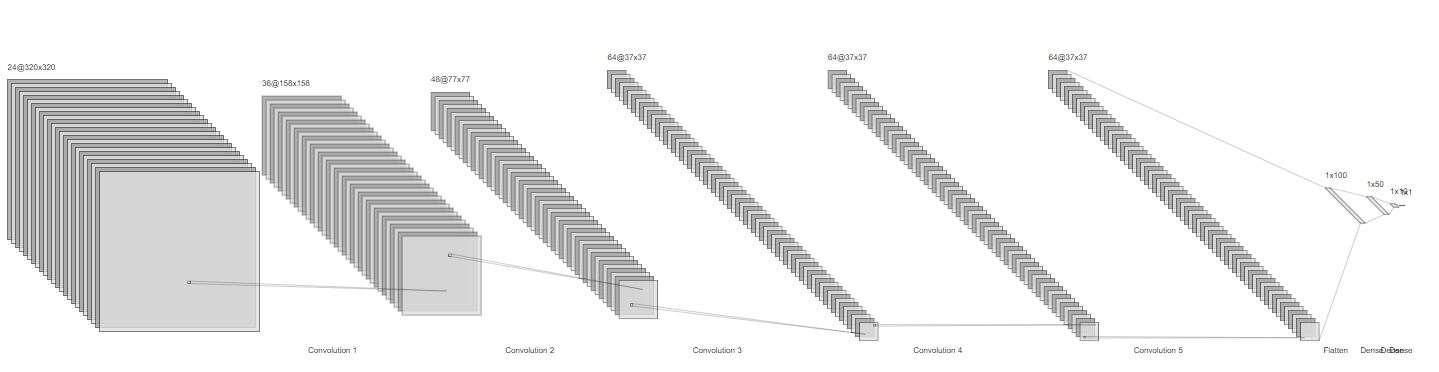 24@320x320
36@158x158
48@77x77
64@37x37
64@37x37
64@37x37
1x100
1x50
1x10
1x1
Convolution 1
Convolution 2
Convolution 3
Convolution 4
Convolution 5
Flatten
Dense
Dense
Dense